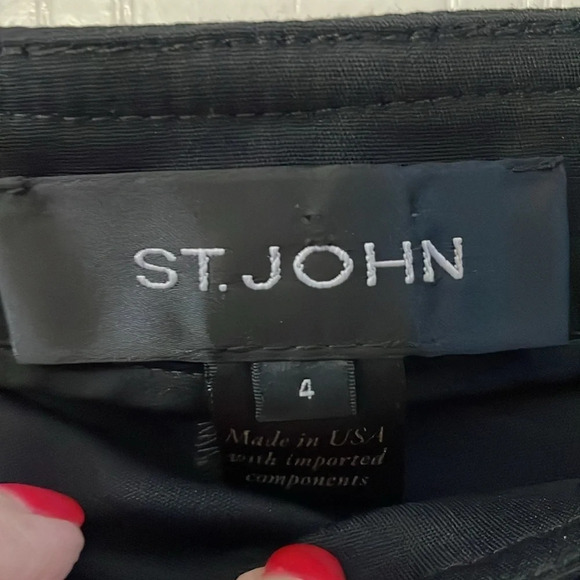 ST. JOHN
4
Made in USA
with imported
components